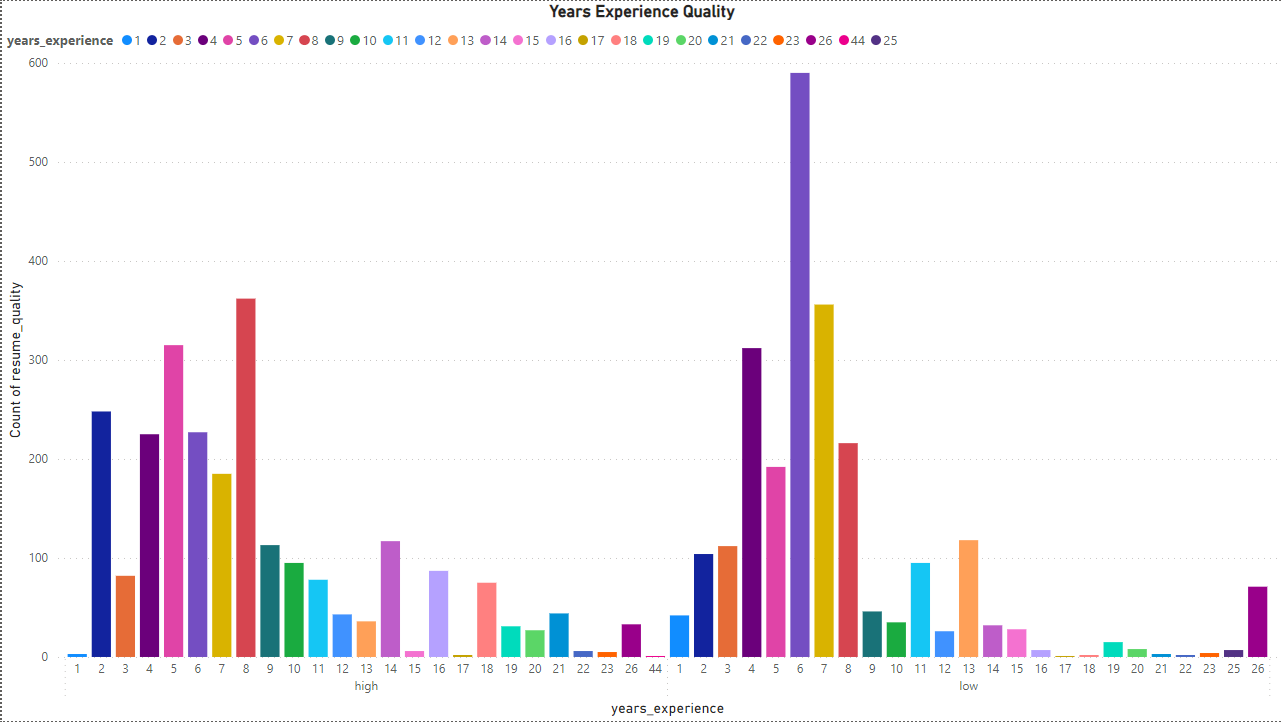 Years Experience Quality
years_experience 1 2 3 4 5 6 7 8 9 10 11 12 13 14 15 16 17 18 19 20 21 22 23 26 44 25
600
500
400
300
200
100
0
Count of resume_quality
1 2 3 4 5 6 7 8 9 10 11 12 13 14 15 16 17 18 19 20 21 22 23 26 44 1 2 3 4 5 6 7 8 9 10 11 12 13 14 15 16 17 18 19 20 21 22 23 25 26
high low
years_experience